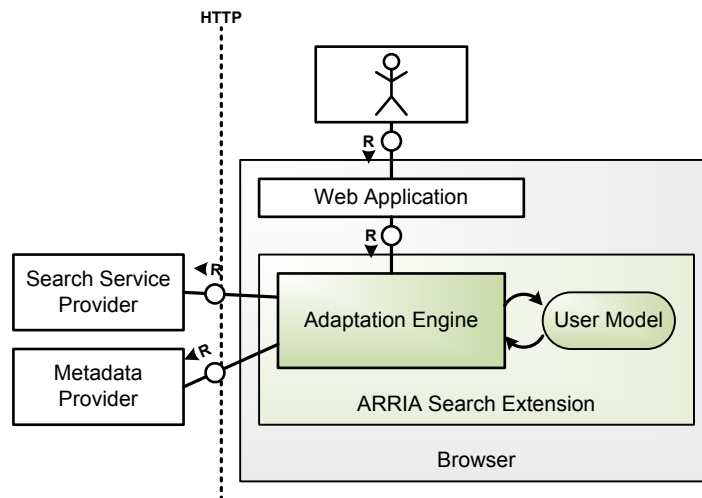 HTTP
R
Web Application
R
Search Service
Provider
R
Adaptation Engine
User Model
Metadata
Provider
R
ARRIA Search Extension
Browser